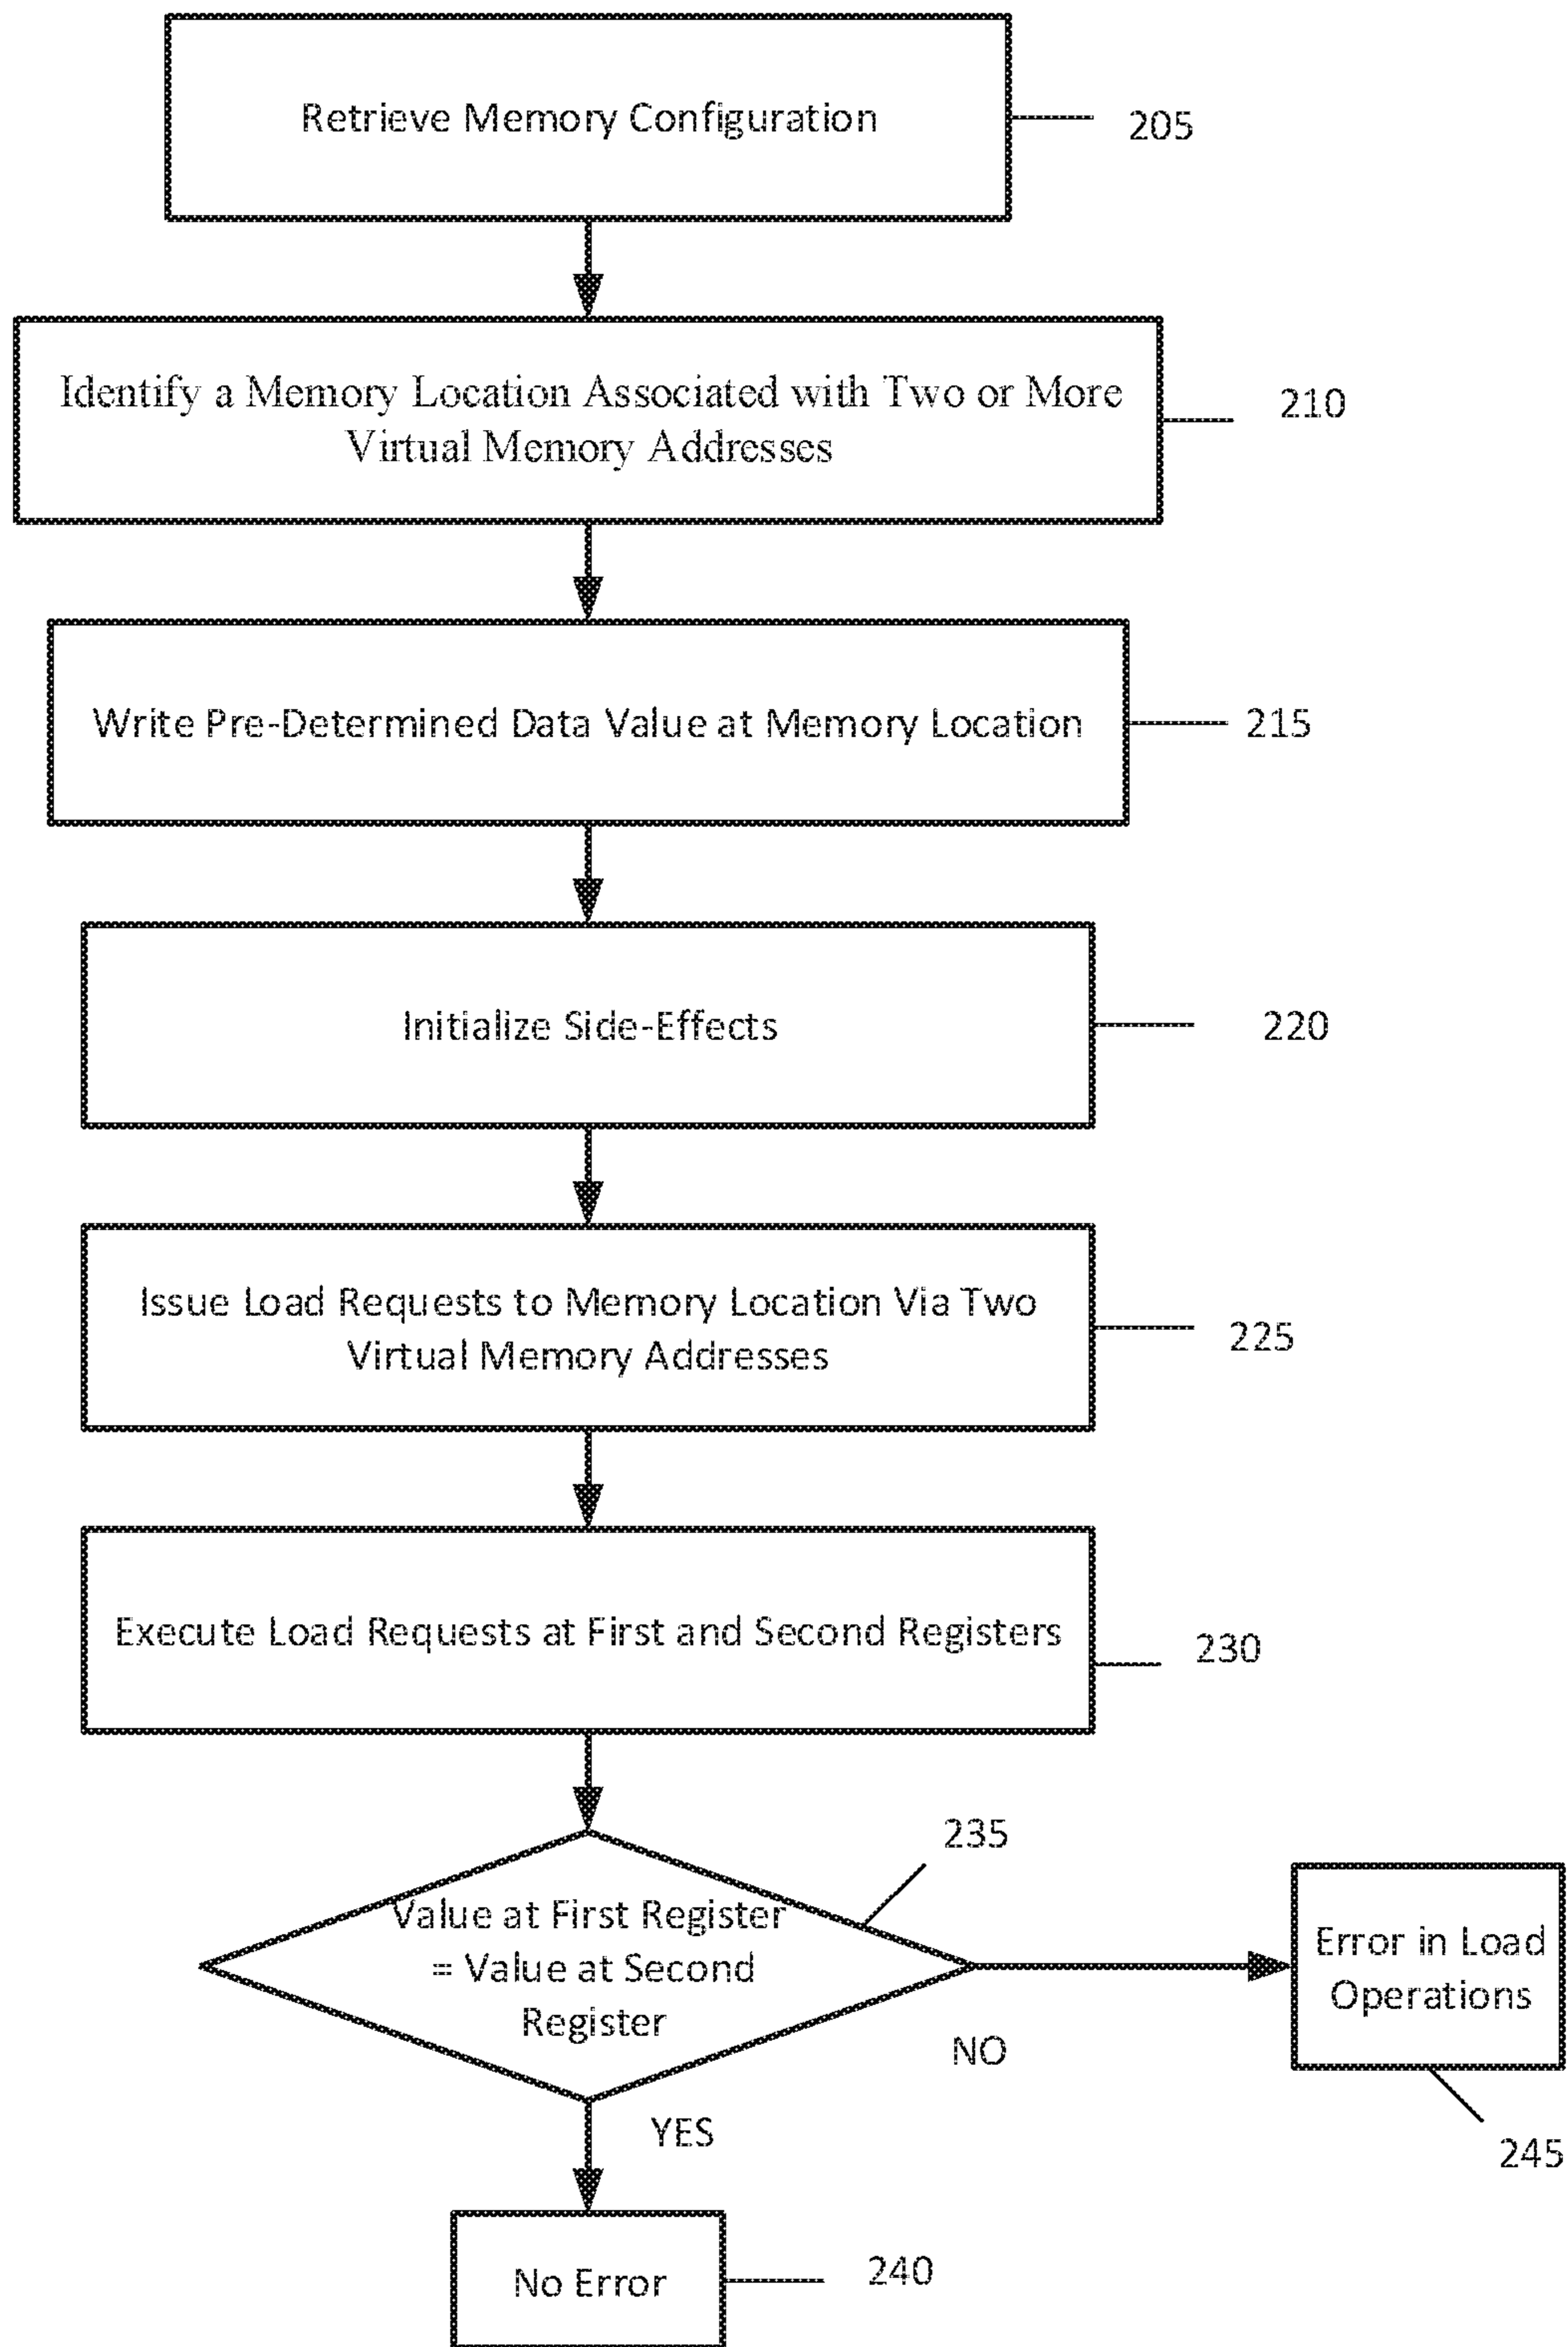 Retrieve Memory Configuration
205
Identify a Memory Location Associated with Two or More
Virtual Memory Addresses
210
Write Pre-Determined Data Value at Memory Location
215
Initialize Side-Effects
220
Issue Load Requests to Memory Location Via Two
Virtual Memory Addresses
225
Execute Load Requests at First and Second Registers
230
235
Value at First Register
= Value at Second
Register
Error in Load
Operations
NO
YES
245
No Error
240